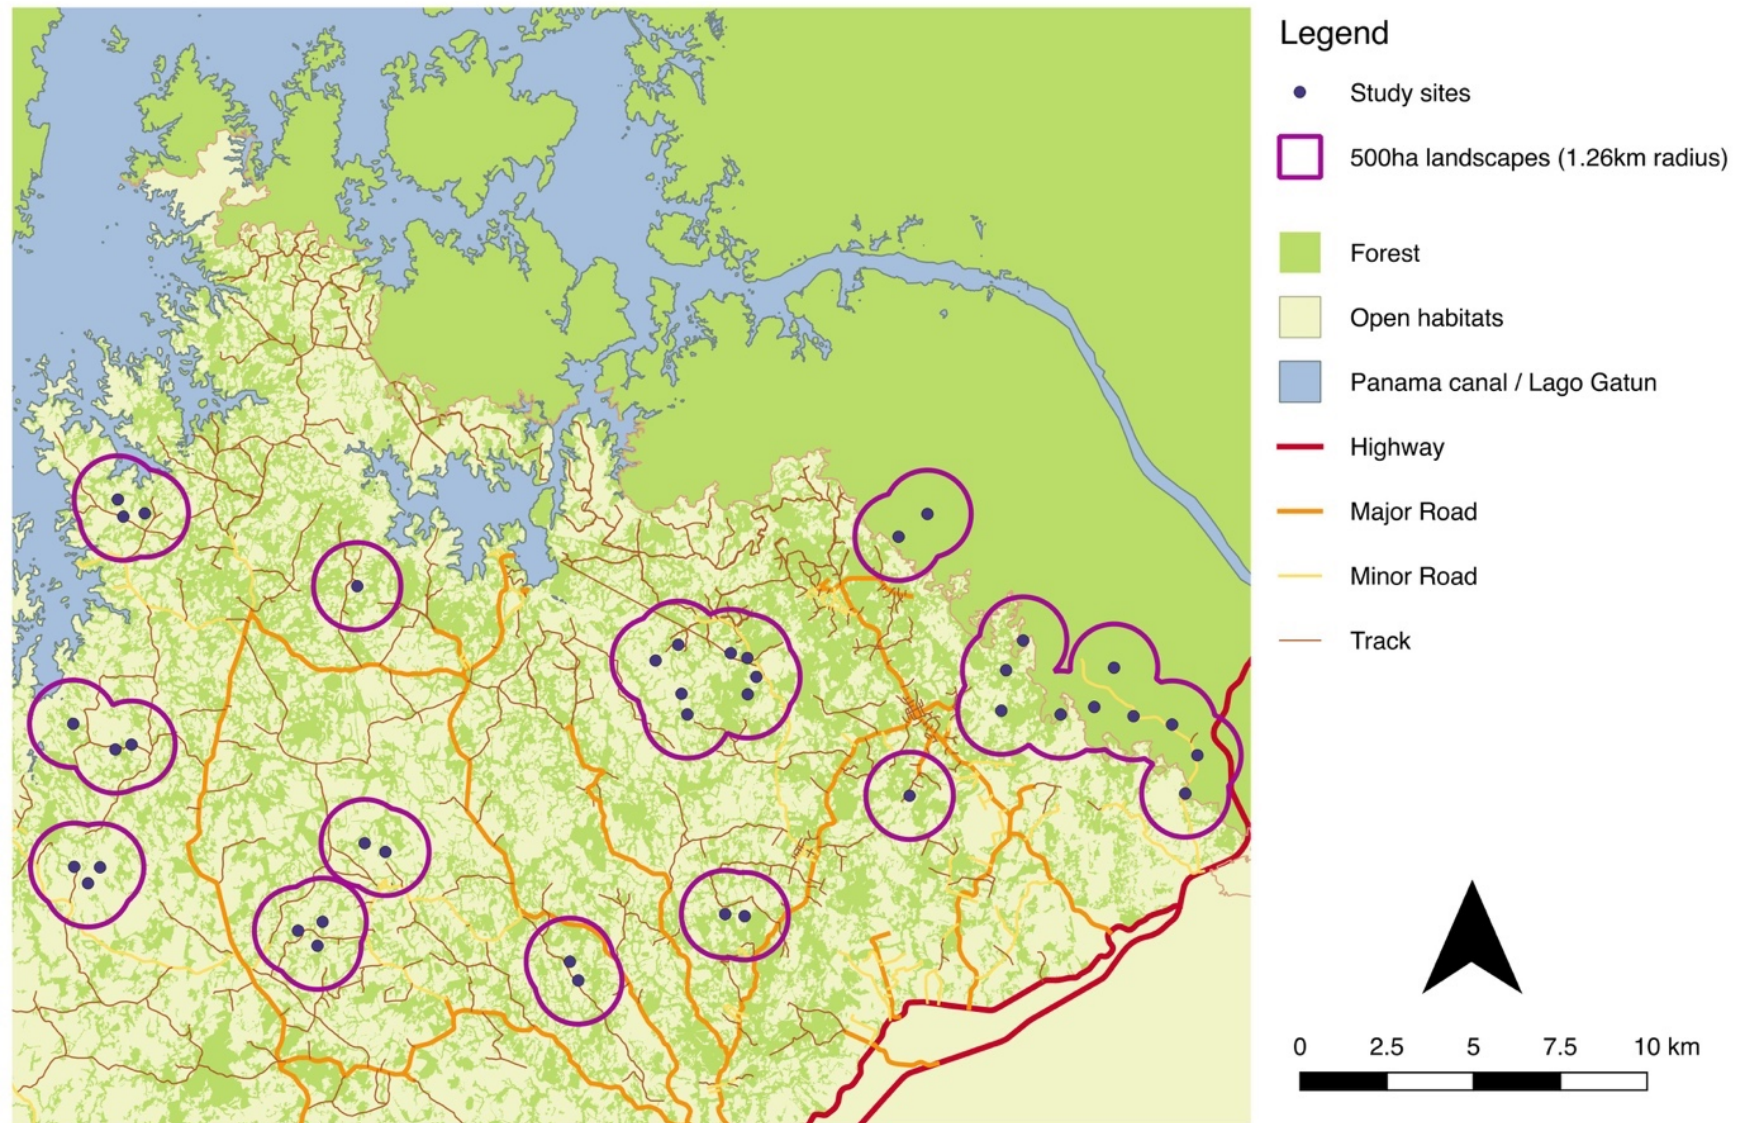 Legend
Study sites
500ha landscapes (1.26km radius)
Forest
Open habitats
Panama canal / Lago Gatun
Highway
Major Road
Minor Road
Track
0 2.5 5 7.5 10 km